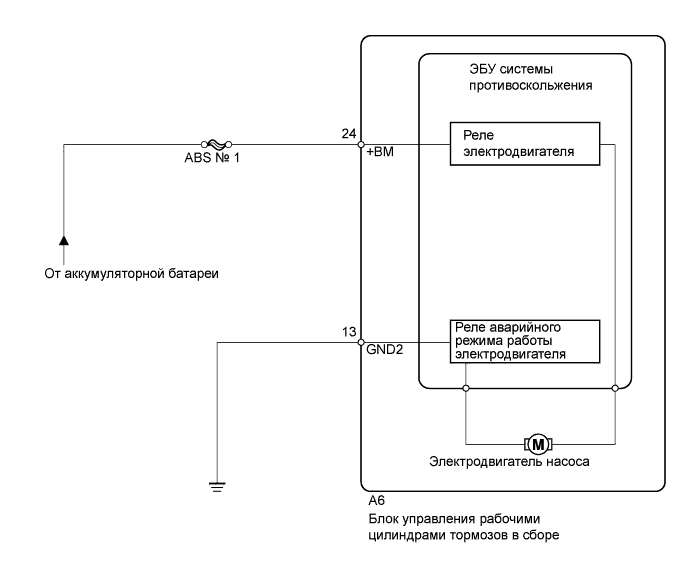 ЭБУ системы
противоскольжения
24
Реле
электродвигателя
ABS № 1
+BM
От аккумуляторной батареи
13
GND2
Реле аварийного
режима работы
электродвигателя
M
Электродвигатель насоса
A6
Блок управления рабочими
цилиндрами тормозов в сборе